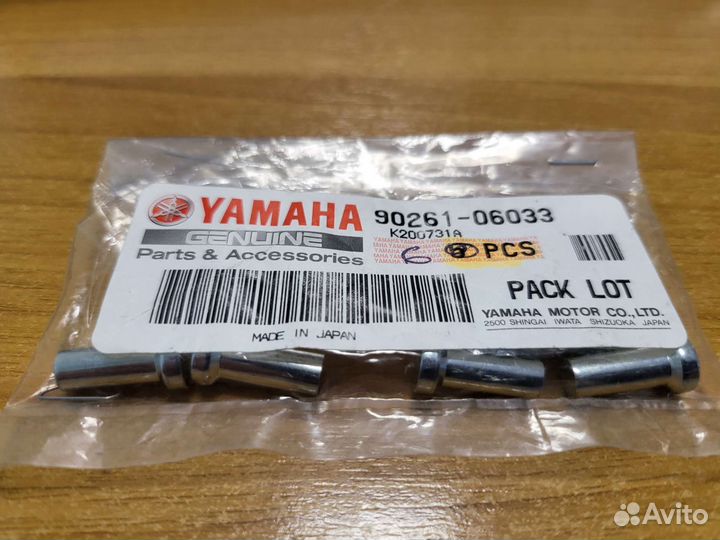 YAMAHA 90261-06033
GENUINE K200731A
Parts & Accessories
6 PCS
PACK LOT
YAMAHA MOTOR CO.,LTD.
2500 SHINGAI IWATA SHIZUOKA JAPAN
MADE IN JAPAN
Avito